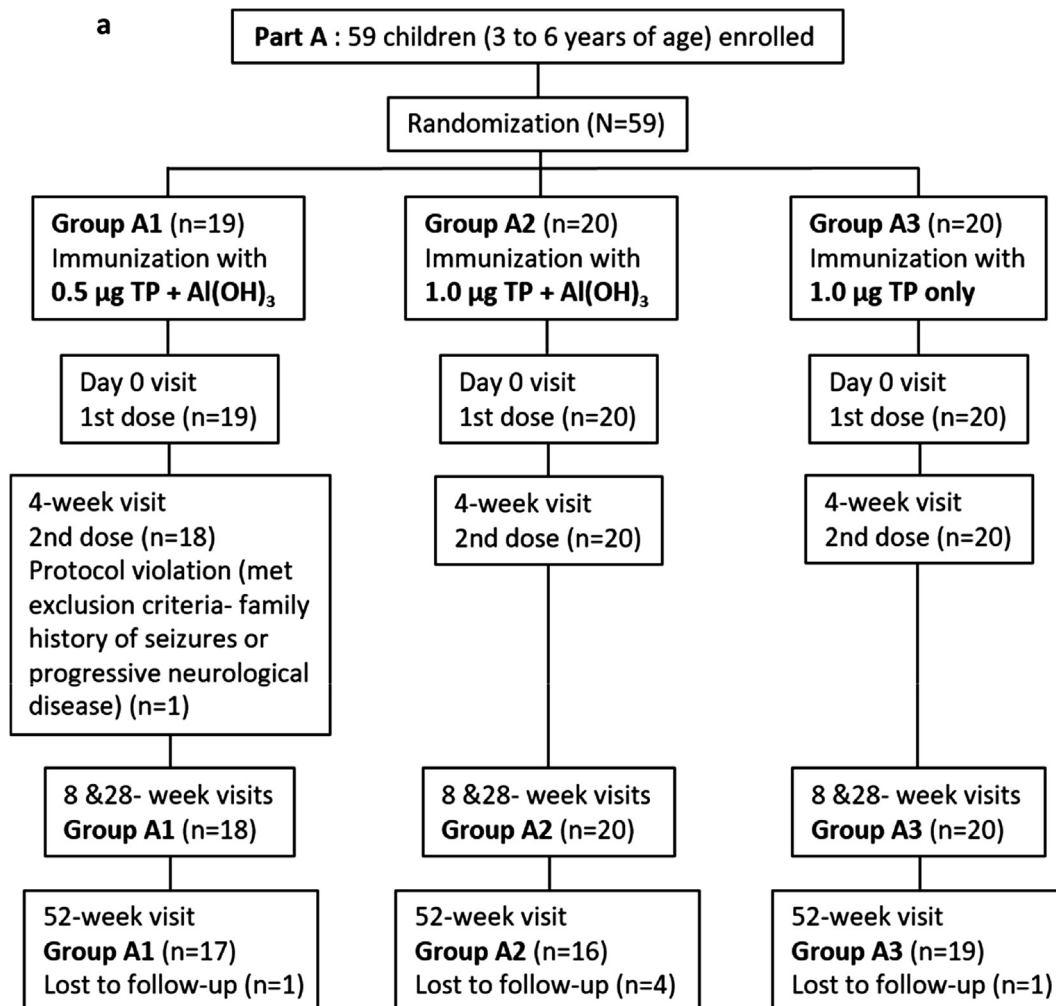 a
Part A : 59 children (3 to 6 years of age) enrolled
Randomization (N=59)
Group A1 (n=19)
Immunization with
0.5 µg TP + Al(OH)₃
Group A2 (n=20)
Immunization with
1.0 µg TP + Al(OH)₃
Group A3 (n=20)
Immunization with
1.0 µg TP only
Day 0 visit
1st dose (n=19)
Day 0 visit
1st dose (n=20)
Day 0 visit
1st dose (n=20)
4-week visit
2nd dose (n=18)
Protocol violation (met
exclusion criteria- family
history of seizures or
progressive neurological
disease) (n=1)
4-week visit
2nd dose (n=20)
4-week visit
2nd dose (n=20)
8 &28- week visits
Group A1 (n=18)
8 &28- week visits
Group A2 (n=20)
8 &28- week visits
Group A3 (n=20)
52-week visit
Group A1 (n=17)
Lost to follow-up (n=1)
52-week visit
Group A2 (n=16)
Lost to follow-up (n=4)
52-week visit
Group A3 (n=19)
Lost to follow-up (n=1)